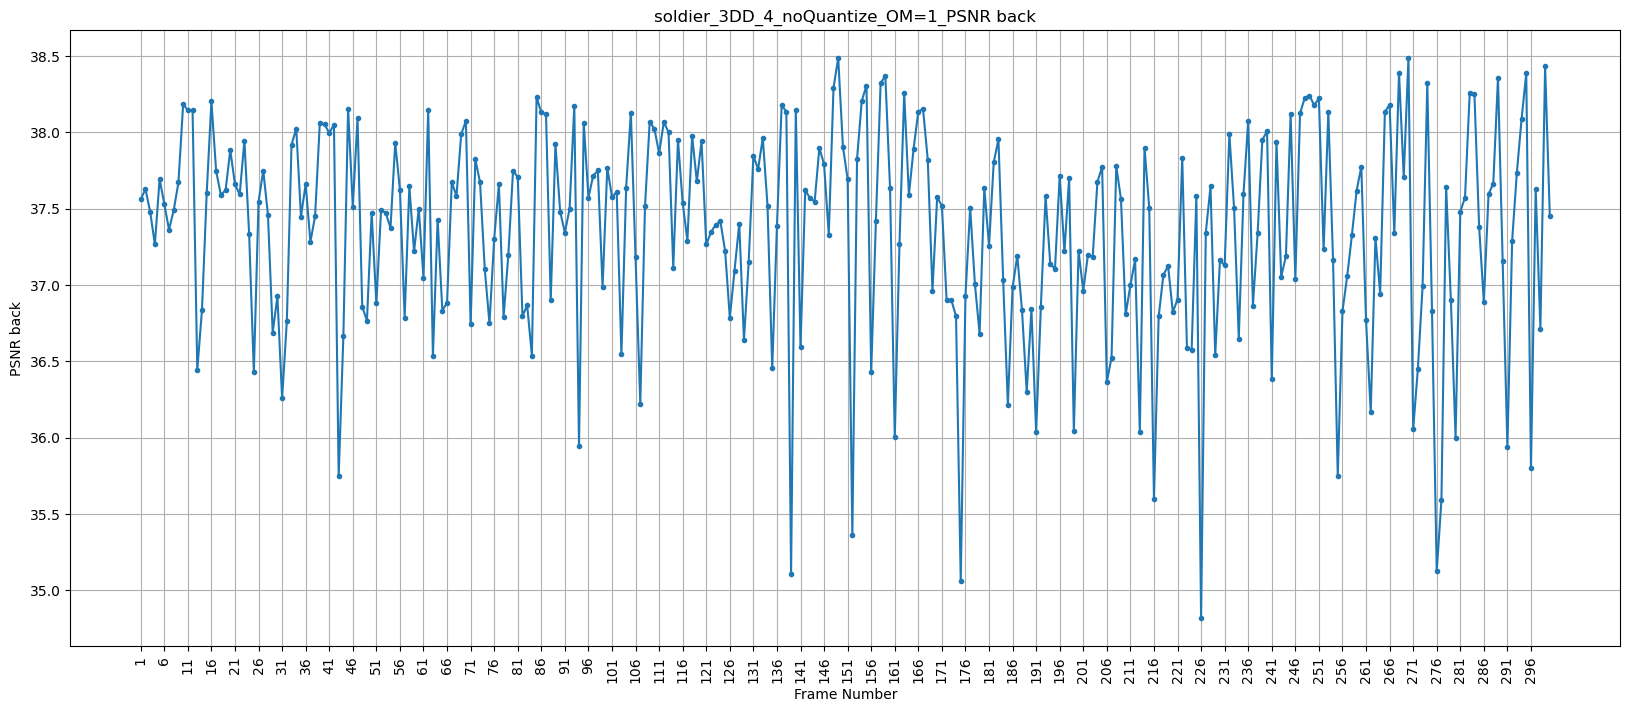 soldier_3DD_4_noQuantize_OM=1_PSNR back
38.5
38.0
37.5
37.0
36.5
36.0
35.5
35.0
PSNR back
1 6 11 16 21 26 31 36 41 46 51 56 61 66 71 76 81 86 91 96 101 106 111 116 121 126 131 136 141 146 151 156 161 166 171 176 181 186 191 196 201 206 211 216 221 226 231 236 241 246 251 256 261 266 271 276 281 286 291 296
Frame Number